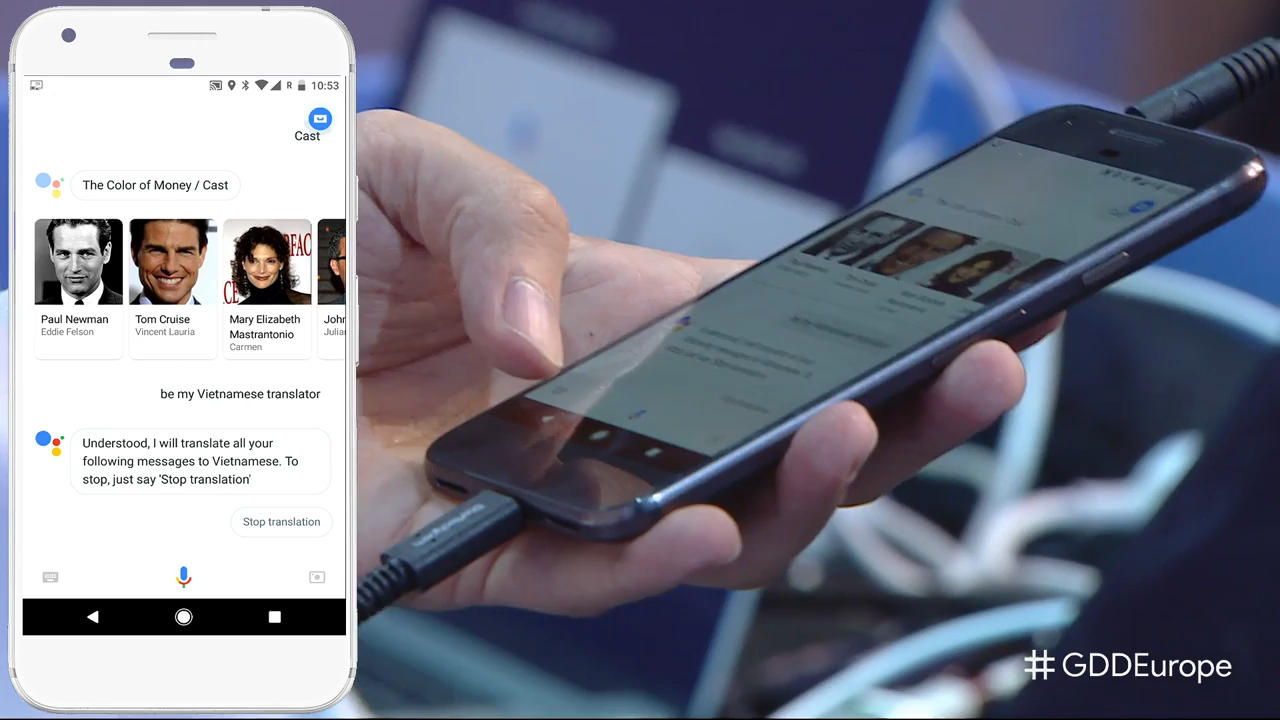 10:53
Cast
The Color of Money / Cast
Paul Newman
Eddie Felson
Tom Cruise
Vincent Lauria
Mary Elizabeth
Mastrantonio
Carmen
be my Vietnamese translator
Understood, I will translate all your
following messages to Vietnamese. To
stop, just say 'Stop translation'
Stop translation
# GDDEurope